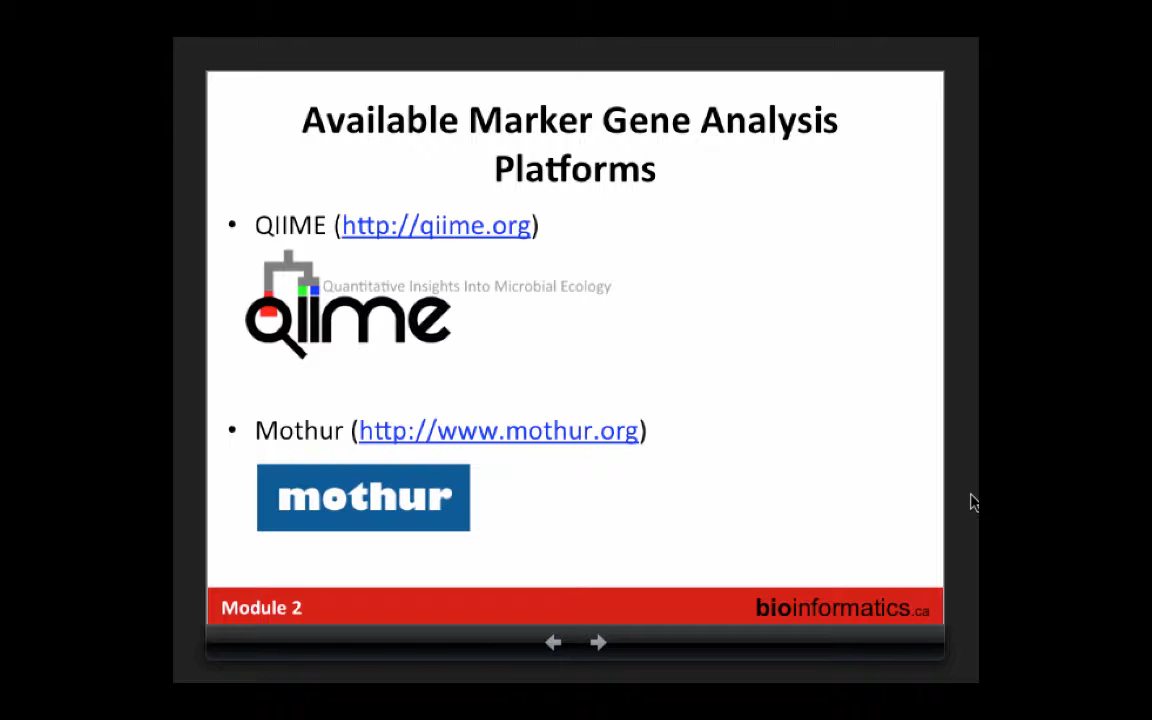 Available Marker Gene Analysis
Platforms
• QIIME (http://qiime.org)
Quantitative Insights Into Microbial Ecology
qiime
• Mothur (http://www.mothur.org)
mothur
Module 2
bioinformatics.ca